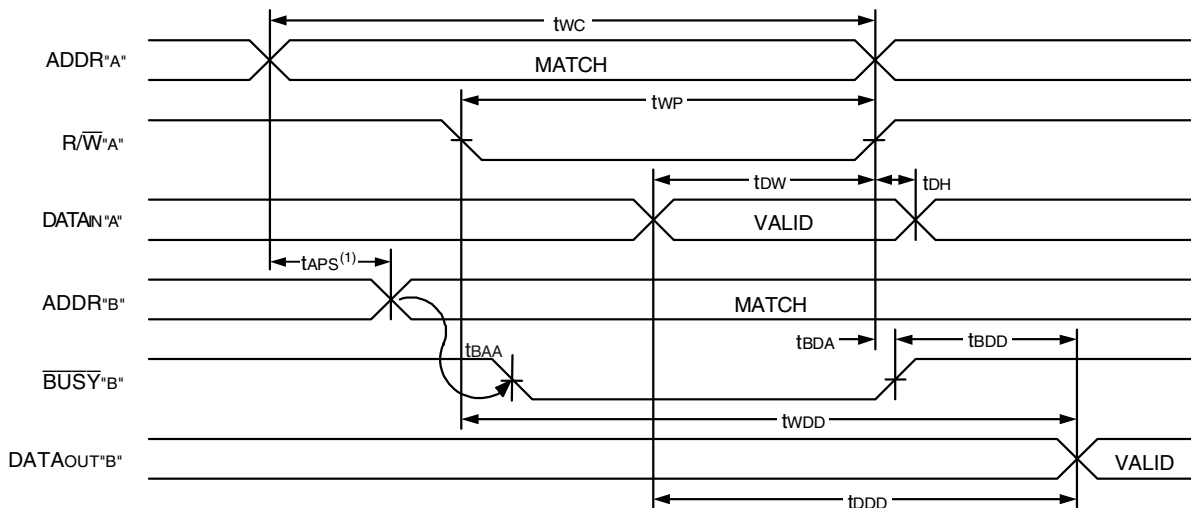 tWC
ADDR"A" MATCH
tWP
R/W̅"A"
tDW tDH
DATAIN"A" VALID
tAPS(1)
ADDR"B" MATCH
tBAA tBDA tBDD
B̅U̅S̅Y̅"B"
tWDD
DATAOUT"B" VALID
tDDD